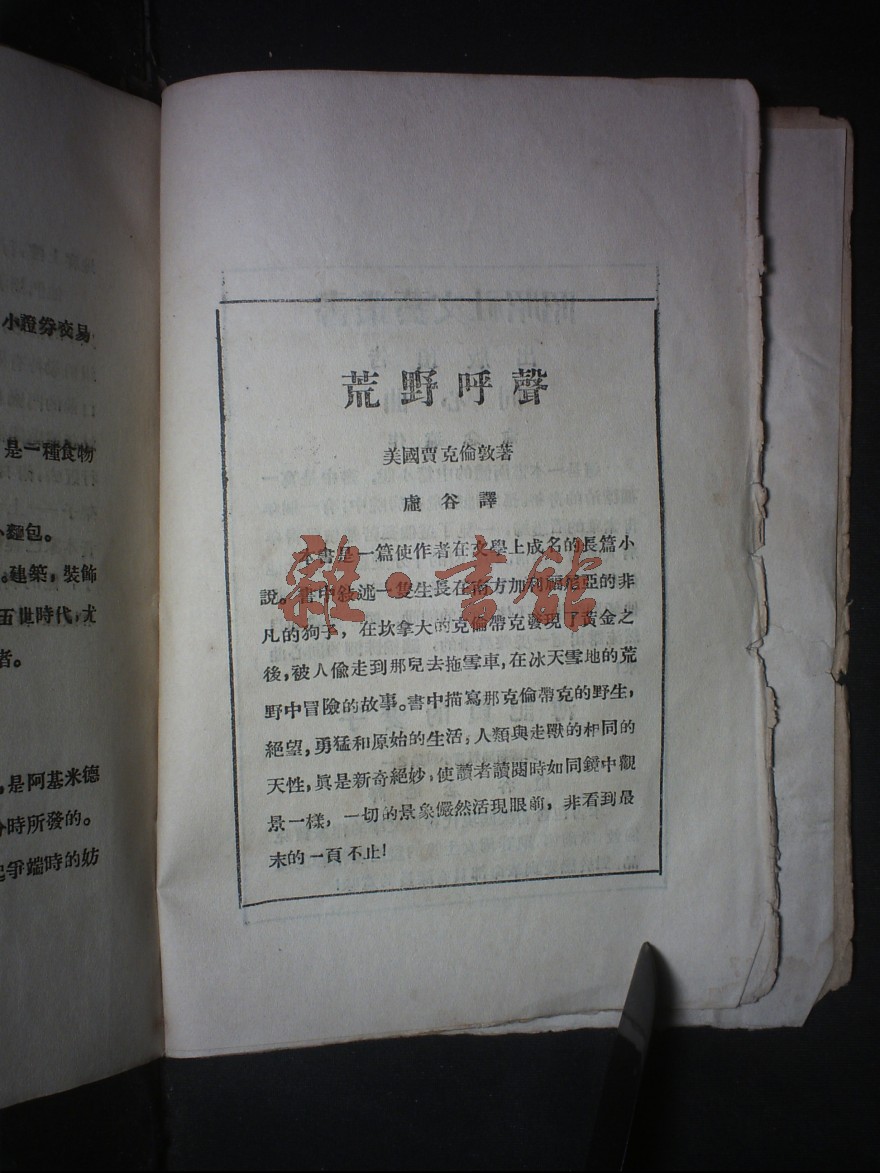 荒野呼聲
美國賈克倫敦著
虛谷譯
本書是一篇使作者在文學上成名的長篇小
說。書中敍述一隻生長在南方加利福尼亞的非
凡的狗子，在坎拿大的克倫帶克發現了黃金之
後，被人偷走到那兒去拖雪車，在冰天雪地的荒
野中冒險的故事。書中描寫那克倫帶克的野生，
絕望，勇猛和原始的生活，人類與走獸的相同的
天性，眞是新奇絕妙，使讀者讀閱時如同鏡中觀
景一樣，一切的景象儼然活現眼前，非看到最
末的一頁不止！
雜·書館
小證券交易
是一種食物
麵包。
。建築，裝飾
五世時代，尤
者。
，是阿基米德
時所發的。
爭端時的妨